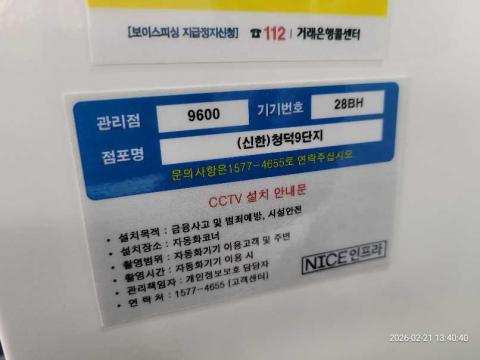 [보이스피싱 지급정지신청] ☎112 | 거래은행콜센터
관리점 9600 기기번호 28BH
점포명 (신한)청덕9단지
문의사항은1577-4655로 연락주십시오
CCTV 설치 안내문
• 설치목적 : 금융사고 및 범죄예방, 시설안전
• 설치장소 : 자동화코너
• 촬영범위 : 자동화기기 이용고객 및 주변
• 촬영시간 : 자동화기기 이용 시
• 관리책임자 : 개인정보보호 담당자
• 연 락 처 : 1577-4655 (고객센터)
NICE인프라
2026-02-21 13:40:40